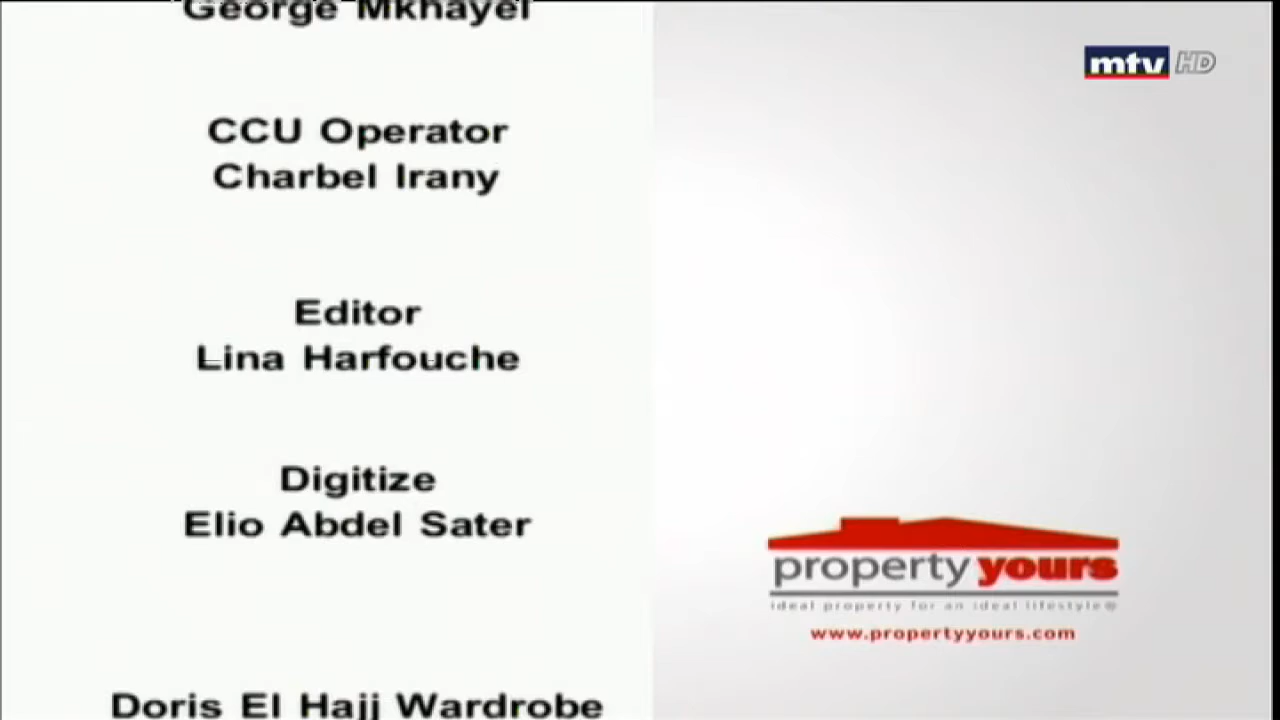 George Mkhayel
CCU Operator
Charbel Irany
Editor
Lina Harfouche
Digitize
Elio Abdel Sater
Doris El Hajj Wardrobe
mtv HD
property yours
ideal property for an ideal lifestyle®
www.propertyyours.com